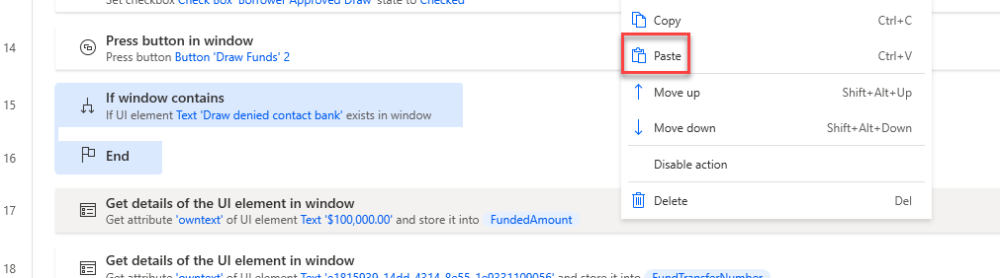 Set checkbox Check Box 'Borrower Approved Draw' state to Checked
Copy Ctrl+C
14 Press button in window
Press button Button 'Draw Funds' 2
Paste Ctrl+V
Move up Shift+Alt+Up
15 If window contains
If UI element Text 'Draw denied contact bank' exists in window
Move down Shift+Alt+Down
16 End
Disable action
Delete Del
17 Get details of the UI element in window
Get attribute 'owntext' of UI element Text '$100,000.00' and store it into FundedAmount
18 Get details of the UI element in window
Get attribute 'owntext' of UI element Text and store it into FundTransferNumber